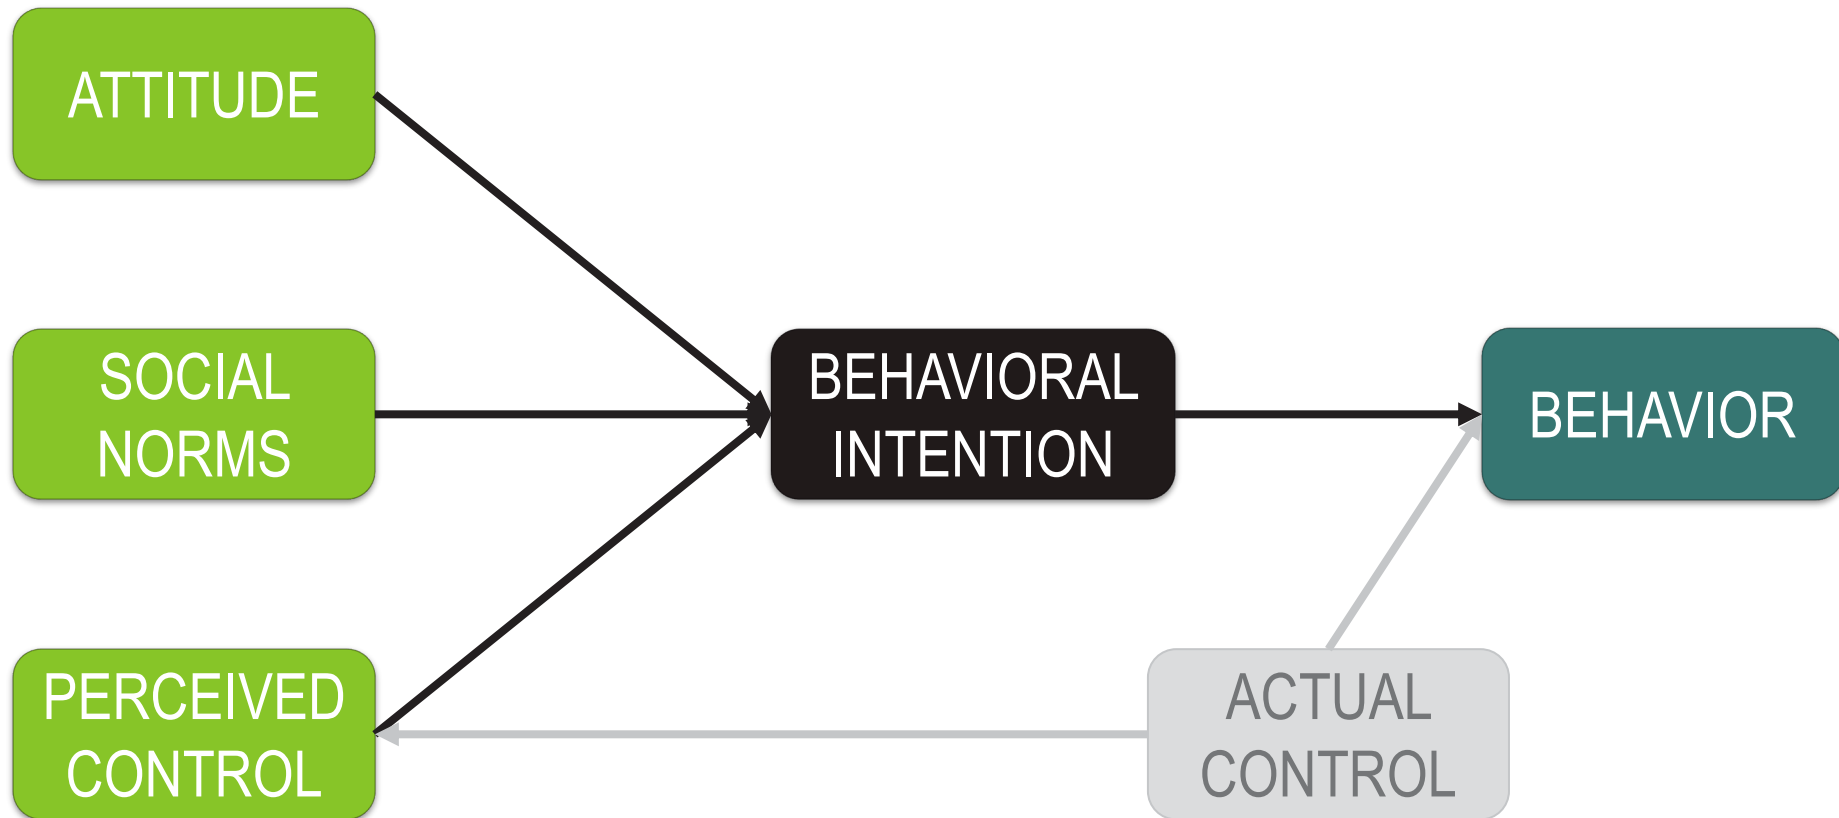 ATTITUDE
SOCIAL
NORMS
BEHAVIORAL
INTENTION
BEHAVIOR
PERCEIVED
CONTROL
ACTUAL
CONTROL